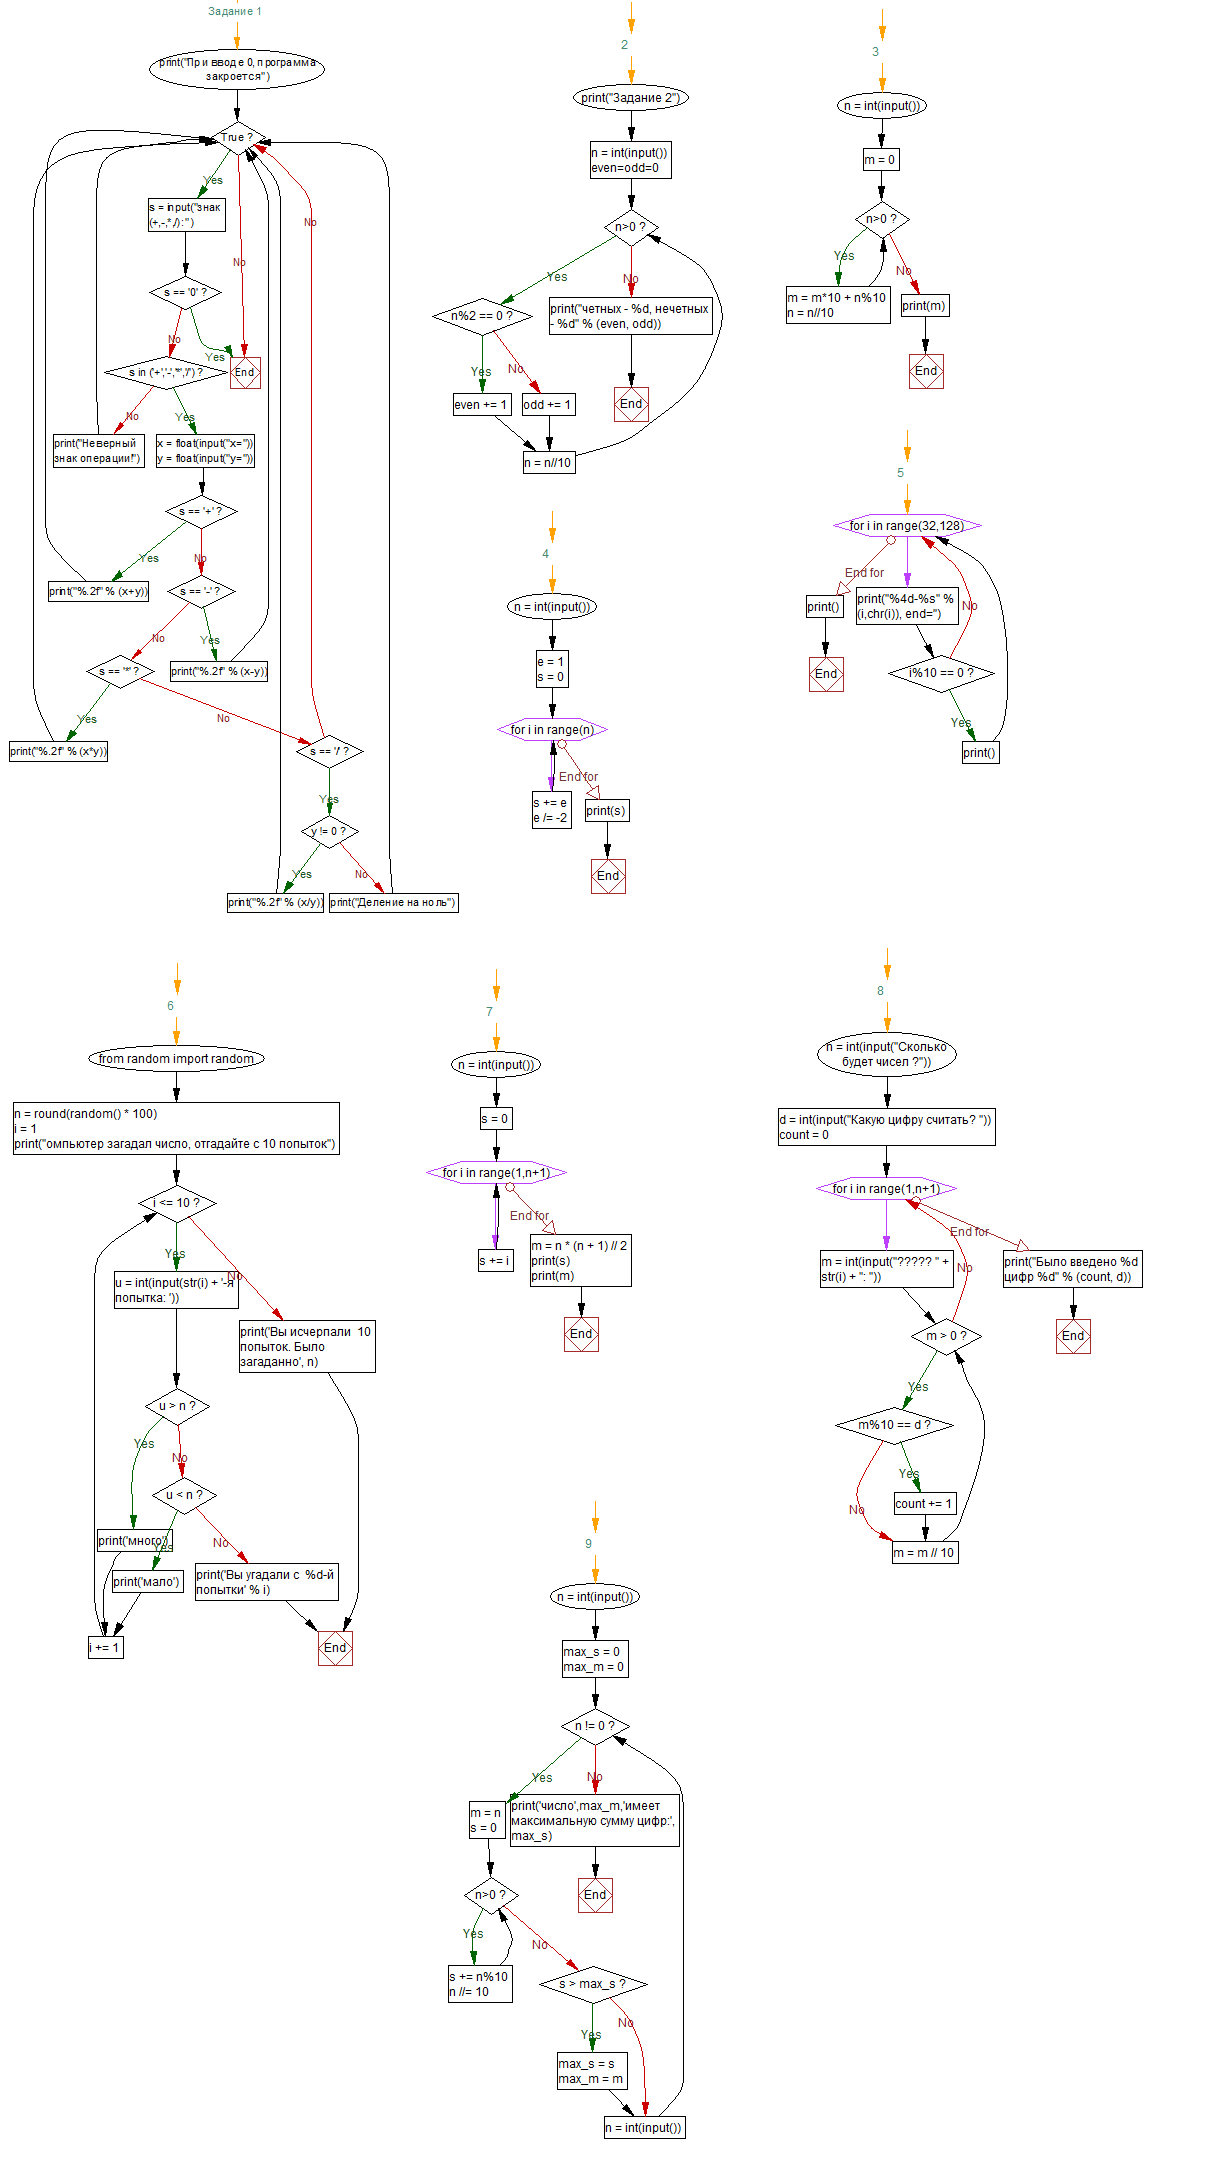 Задание 1
print("При вводе 0, программа
закроется")
True ?
Yes
No
No
s = input("знак
(+,-,*,/):")
s == '0' ?
No
Yes
End
s in ('+','-','*','/') ?
No
Yes
print("Неверный
знак операции!")
x = float(input("x="))
y = float(input("y="))
s == '+' ?
Yes
No
print("%.2f" % (x+y))
s == '-' ?
No
Yes
s == '*' ?
print("%.2f" % (x-y))
Yes
No
print("%.2f" % (x*y))
s == '/' ?
Yes
y != 0 ?
Yes
No
print("%.2f" % (x/y))
print("Деление на ноль")
2
print("Задание 2")
n = int(input())
even=odd=0
n>0 ?
Yes
No
n%2 == 0 ?
print("четных - %d, нечетных
- %d" % (even, odd))
Yes
No
even += 1
odd += 1
End
n = n//10
3
n = int(input())
m = 0
n>0 ?
Yes
No
m = m*10 + n%10
n = n//10
print(m)
End
4
n = int(input())
e = 1
s = 0
for i in range(n)
End for
s += e
e /= -2
print(s)
End
5
for i in range(32,128)
End for
print()
print("%4d-%s" %
(i,chr(i)), end='')
No
End
i%10 == 0 ?
Yes
print()
6
from random import random
n = round(random() * 100)
i = 1
print("омпьютер загадал число, отгадайте с 10 попыток")
i <= 10 ?
Yes
No
u = int(input(str(i) + '-я
попытка: '))
print('Вы исчерпали  10
попыток. Было
загаданно', n)
u > n ?
Yes
No
u < n ?
print('много')
Yes
No
print('мало')
print('Вы угадали с  %d-й
попытки' % i)
i += 1
End
7
n = int(input())
s = 0
for i in range(1,n+1)
End for
s += i
m = n * (n + 1) // 2
print(s)
print(m)
End
8
n = int(input("Сколько
будет чисел ?"))
d = int(input("Какую цифру считать? "))
count = 0
for i in range(1,n+1)
End for
No
m = int(input("????? " +
str(i) + ": "))
print("Было введено %d
цифр %d" % (count, d))
m > 0 ?
End
Yes
m%10 == d ?
Yes
No
count += 1
m = m // 10
9
n = int(input())
max_s = 0
max_m = 0
n != 0 ?
Yes
No
m = n
s = 0
print('число',max_m,'имеет
максимальную сумму цифр:',
max_s)
n>0 ?
End
Yes
No
s += n%10
n //= 10
s > max_s ?
Yes
No
max_s = s
max_m = m
n = int(input())